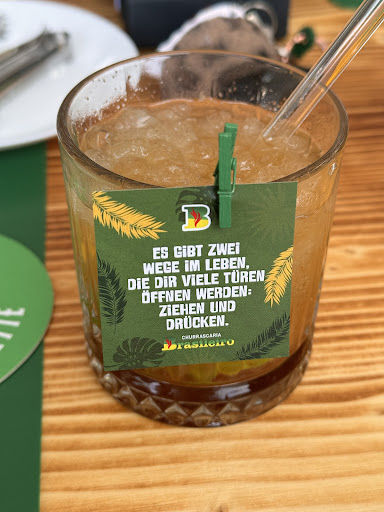 B
ES GIBT ZWEI
WEGE IM LEBEN,
DIE DIR VIELE TÜREN
ÖFFNEN WERDEN:
ZIEHEN UND
DRÜCKEN.
CHURRASCARIA
Brasileiro